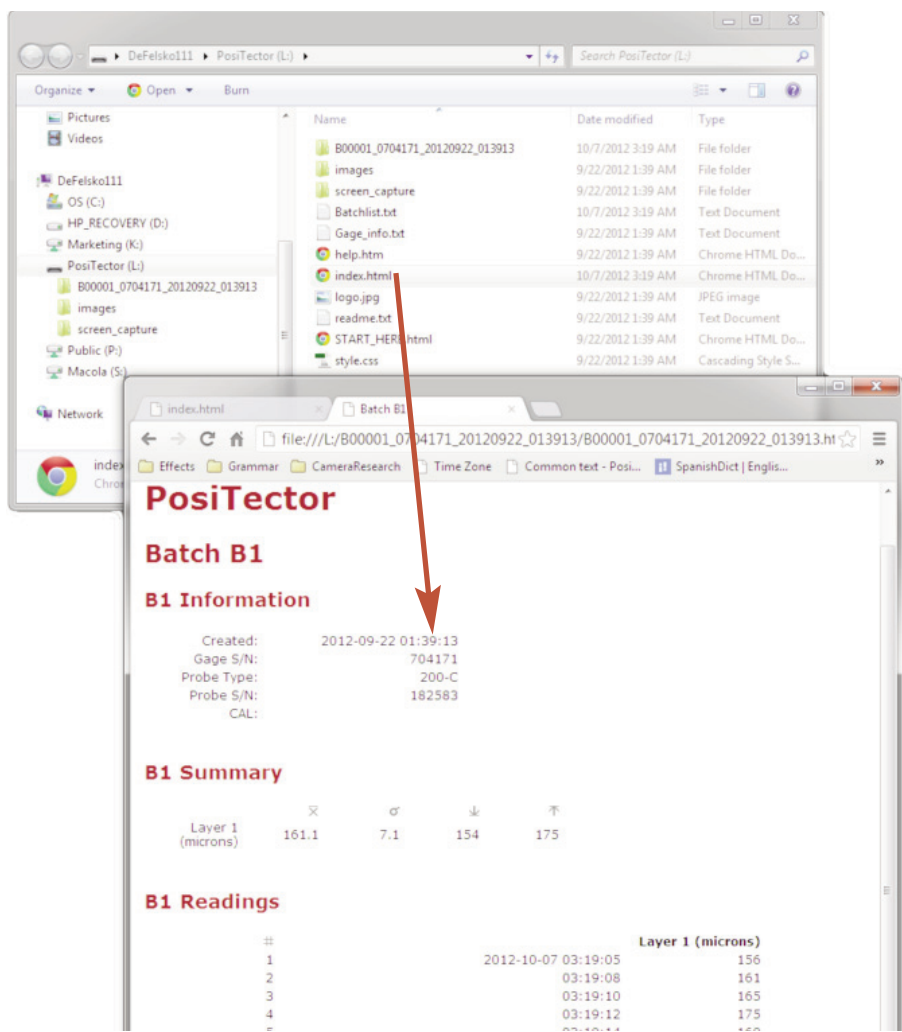 DeFelsko111 ▸ PosiTector (L:) ▸ Search PosiTector (L:)
Organize Open Burn
Pictures
Videos
DeFelsko111
OS (C:)
HP_RECOVERY (D:)
Marketing (K:)
PosiTector (L:)
B00001_0704171_20120922_013913
images
screen_capture
Public (P:)
Macola (S:)
Network
Name Date modified Type
B00001_0704171_20120922_013913 10/7/2012 3:19 AM File folder
images 9/22/2012 1:39 AM File folder
screen_capture 9/22/2012 1:39 AM File folder
Batchlist.txt 10/7/2012 3:19 AM Text Document
Gage_info.txt 9/22/2012 1:39 AM Text Document
help.htm 9/22/2012 1:39 AM Chrome HTML Do...
index.html 10/7/2012 3:19 AM Chrome HTML Do...
logo.jpg 9/22/2012 1:39 AM JPEG image
readme.txt 9/22/2012 1:39 AM Text Document
START_HERE.html 9/22/2012 1:39 AM Chrome HTML Do...
style.css 9/22/2012 1:39 AM Cascading Style S...
index
Chro
index.html Batch B1
file:///L:/B00001_0704171_20120922_013913/B00001_0704171_20120922_013913.ht
Effects Grammar CameraResearch Time Zone Common text - Posi... SpanishDict | Englis... »
PosiTector
Batch B1
B1 Information
Created: 2012-09-22 01:39:13
Gage S/N: 704171
Probe Type: 200-C
Probe S/N: 182583
CAL:
B1 Summary
x̅ σ ↓ ↑
Layer 1
(microns) 161.1 7.1 154 175
B1 Readings
# Layer 1 (microns)
1 2012-10-07 03:19:05 156
2 03:19:08 161
3 03:19:10 165
4 03:19:12 175